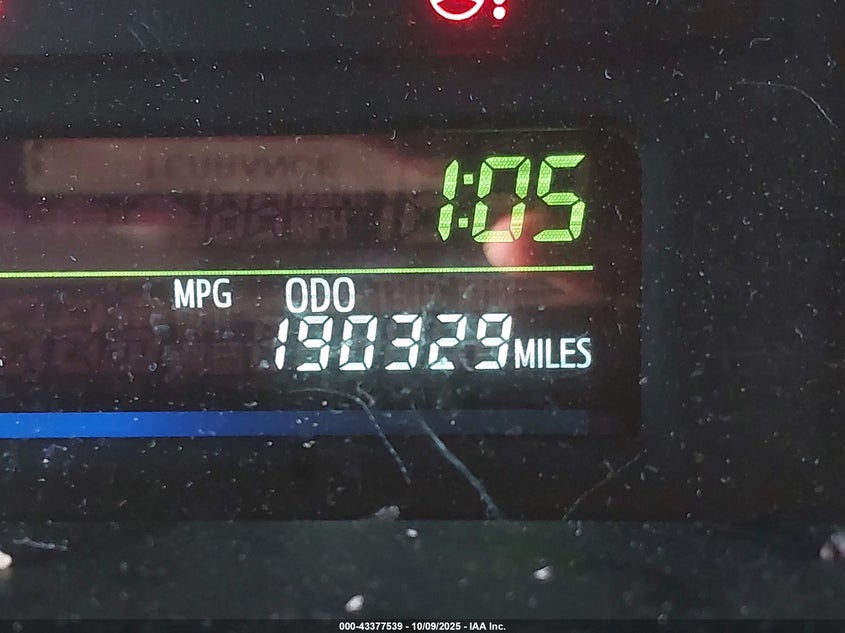 1:05
MPG ODO
190329 MILES
000-43377539 - 10/09/2025 - IAA Inc.